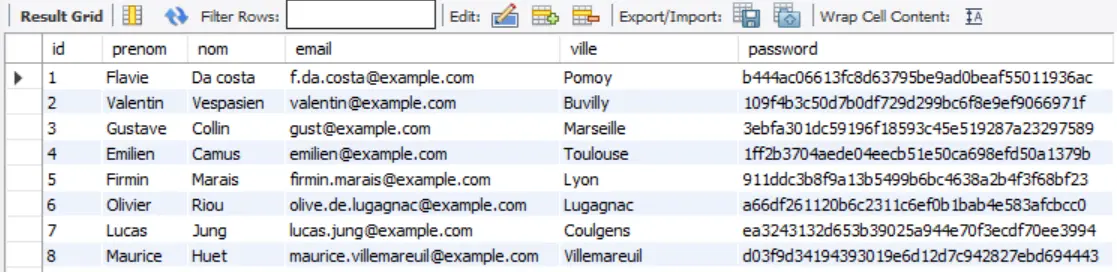 Result Grid Filter Rows: Edit: Export/Import: Wrap Cell Content: IA
id prenom nom email ville password
1 Flavie Da costa f.da.costa@example.com Pomoy b444ac06613fc8d63795be9ad0beaf55011936ac
2 Valentin Vespasien valentin@example.com Buvilly 109f4b3c50d7b0df729d299bc6f8e9ef9066971f
3 Gustave Collin gust@example.com Marseille 3ebfa301dc59196f18593c45e519287a23297589
4 Emilien Camus emilien@example.com Toulouse 1ff2b3704aede04eecb51e50ca698efd50a1379b
5 Firmin Marais firmin.marais@example.com Lyon 911ddc3b8f9a13b5499b6bc4638a2b4f3f68bf23
6 Olivier Riou olive.de.lugagnac@example.com Lugagnac a66df261120b6c2311c6ef0b1bab4e583afcbcc0
7 Lucas Jung lucas.jung@example.com Coulgens ea3243132d653b39025a944e70f3ecdf70ee3994
8 Maurice Huet maurice.villemareuil@example.com Villemareuil d03f9d34194393019e6d12d7c942827ebd694443